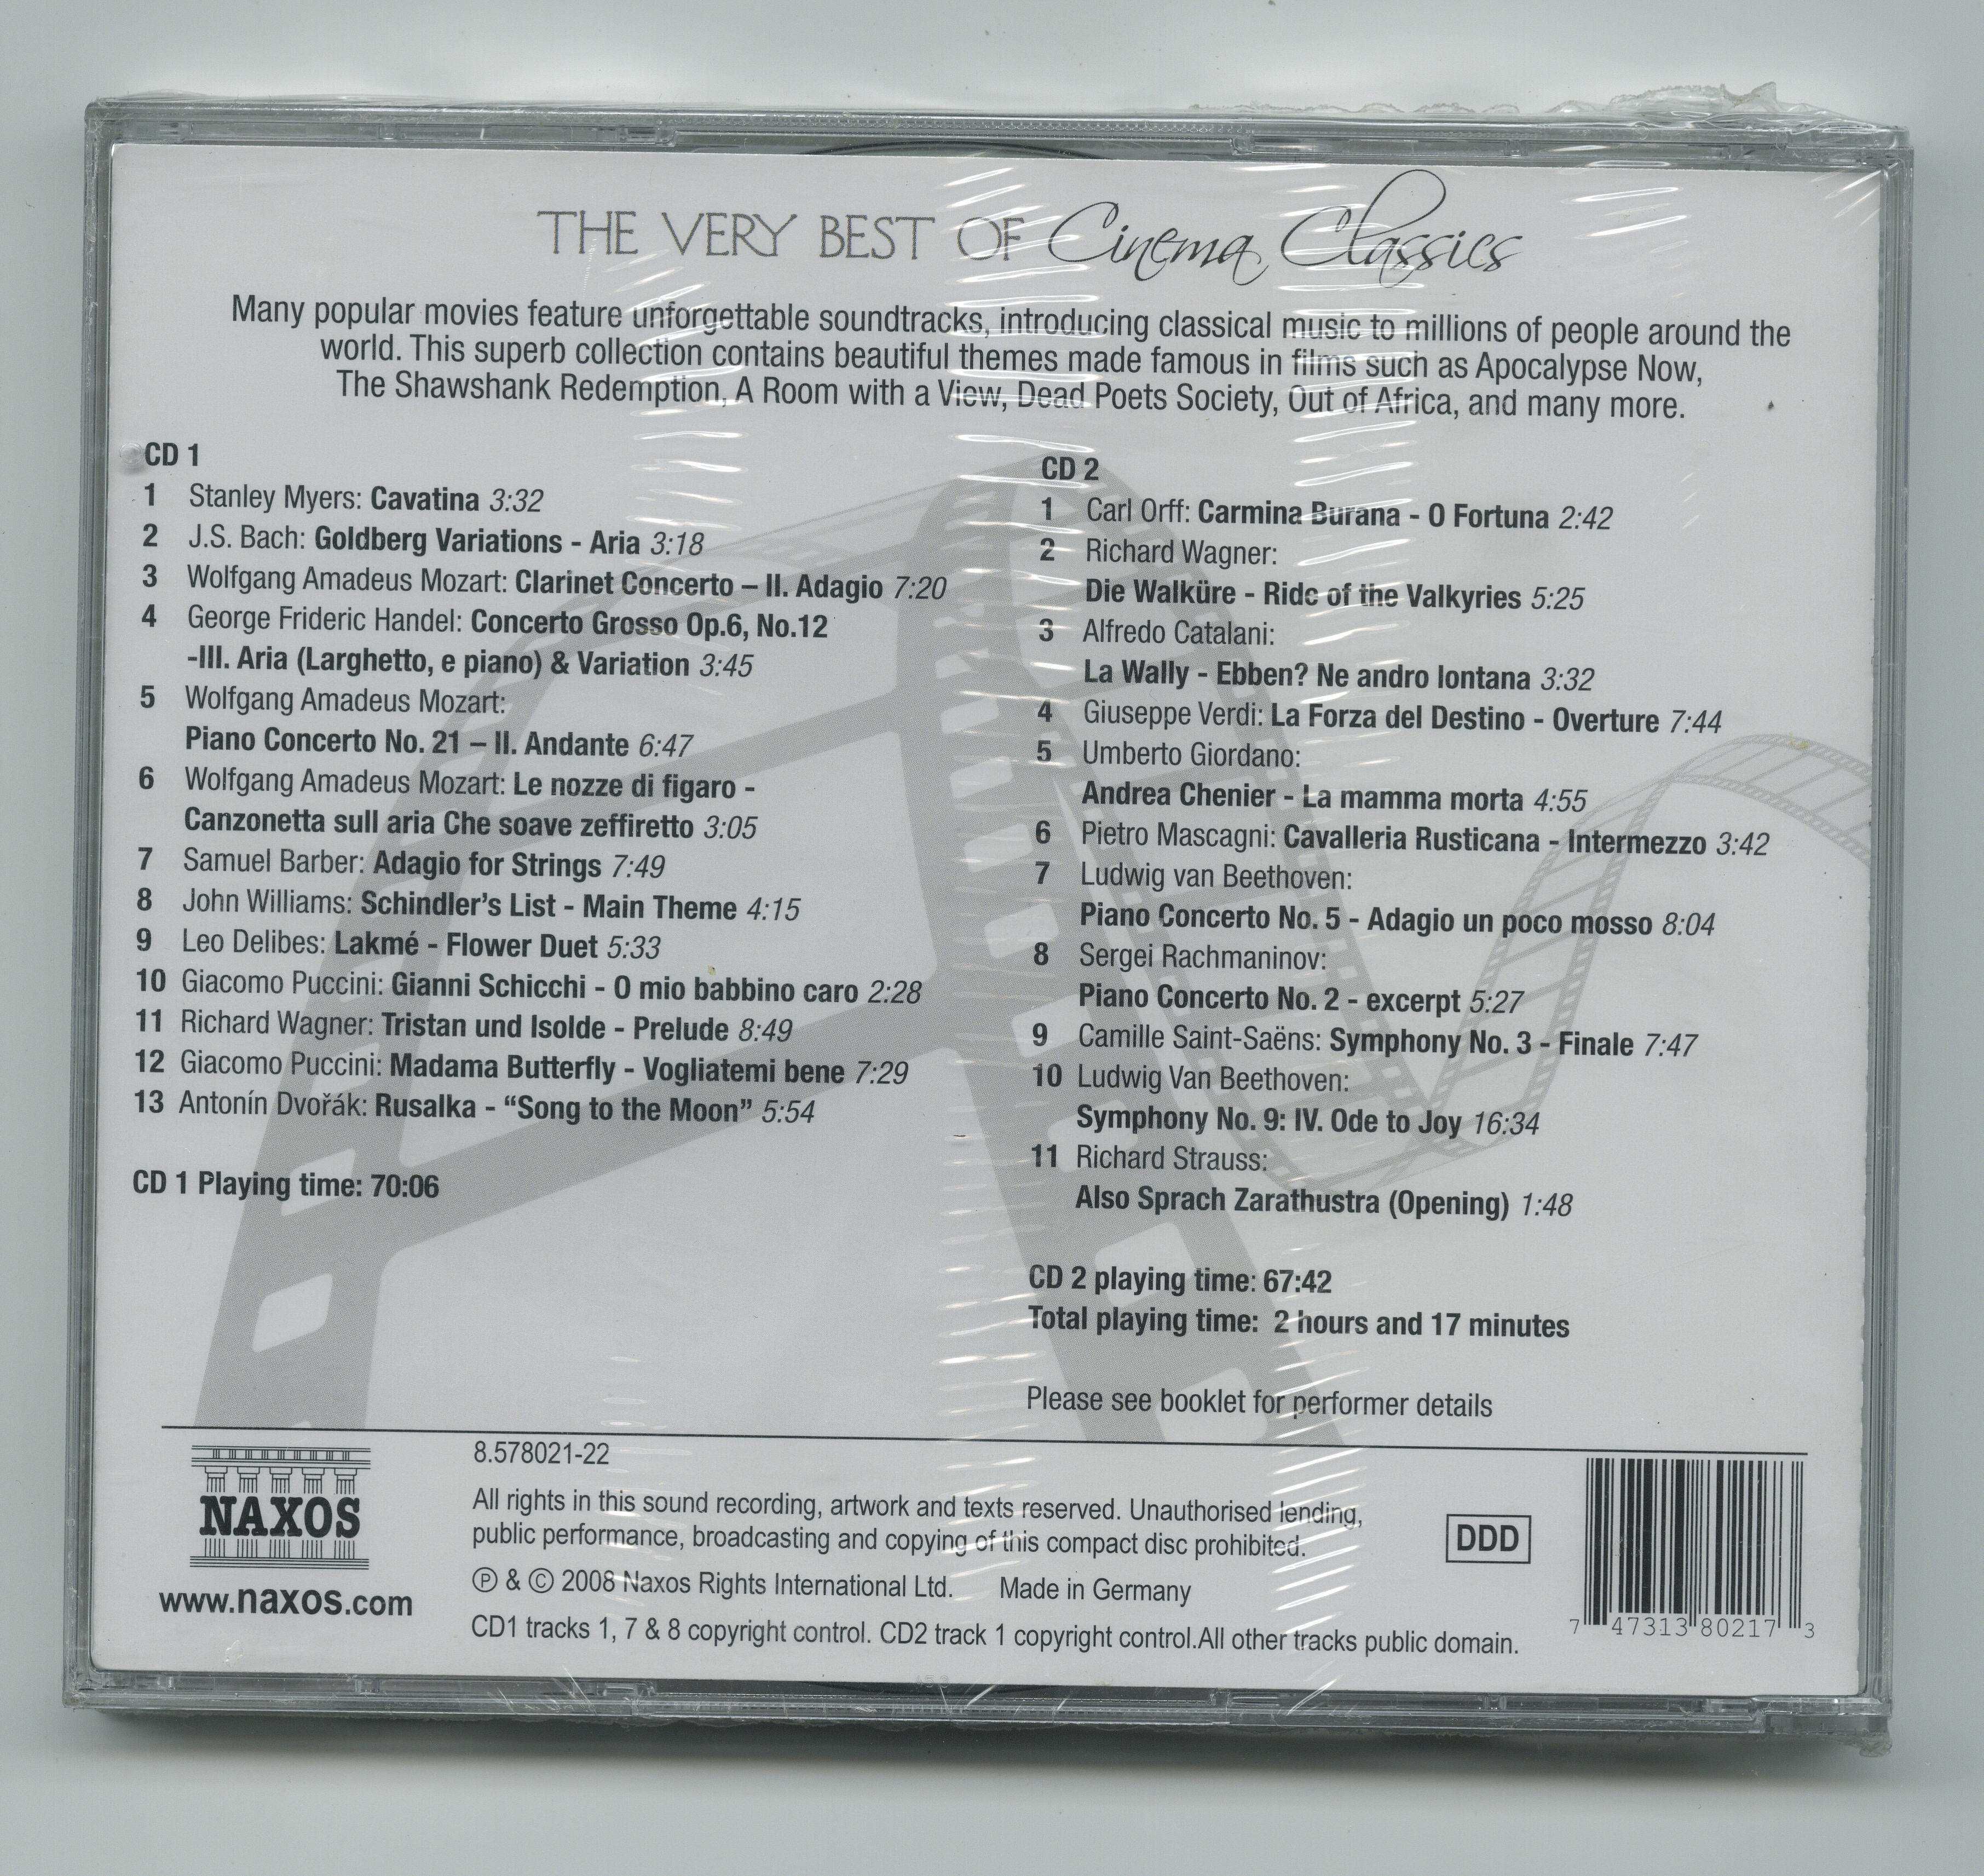 THE VERY BEST OF Cinema Classics
Many popular movies feature unforgettable soundtracks, introducing classical music to millions of people around the
world. This superb collection contains beautiful themes made famous in films such as Apocalypse Now,
The Shawshank Redemption, A Room with a View, Dead Poets Society, Out of Africa, and many more.
CD 1
1 Stanley Myers: Cavatina 3:32
2 J.S. Bach: Goldberg Variations - Aria 3:18
3 Wolfgang Amadeus Mozart: Clarinet Concerto – II. Adagio 7:20
4 George Frideric Handel: Concerto Grosso Op.6, No.12
-III. Aria (Larghetto, e piano) & Variation 3:45
5 Wolfgang Amadeus Mozart:
Piano Concerto No. 21 – II. Andante 6:47
6 Wolfgang Amadeus Mozart: Le nozze di figaro -
Canzonetta sull aria Che soave zeffiretto 3:05
7 Samuel Barber: Adagio for Strings 7:49
8 John Williams: Schindler's List - Main Theme 4:15
9 Leo Delibes: Lakmé - Flower Duet 5:33
10 Giacomo Puccini: Gianni Schicchi - O mio babbino caro 2:28
11 Richard Wagner: Tristan und Isolde - Prelude 8:49
12 Giacomo Puccini: Madama Butterfly - Vogliatemi bene 7:29
13 Antonín Dvořák: Rusalka - “Song to the Moon” 5:54
CD 1 Playing time: 70:06
CD 2
1 Carl Orff: Carmina Burana - O Fortuna 2:42
2 Richard Wagner:
Die Walküre - Ride of the Valkyries 5:25
3 Alfredo Catalani:
La Wally - Ebben? Ne andro lontana 3:32
4 Giuseppe Verdi: La Forza del Destino - Overture 7:44
5 Umberto Giordano:
Andrea Chenier - La mamma morta 4:55
6 Pietro Mascagni: Cavalleria Rusticana - Intermezzo 3:42
7 Ludwig van Beethoven:
Piano Concerto No. 5 - Adagio un poco mosso 8:04
8 Sergei Rachmaninov:
Piano Concerto No. 2 - excerpt 5:27
9 Camille Saint-Saëns: Symphony No. 3 - Finale 7:47
10 Ludwig Van Beethoven:
Symphony No. 9: IV. Ode to Joy 16:34
11 Richard Strauss:
Also Sprach Zarathustra (Opening) 1:48
CD 2 playing time: 67:42
Total playing time: 2 hours and 17 minutes
Please see booklet for performer details
NAXOS
www.naxos.com
8.578021-22
All rights in this sound recording, artwork and texts reserved. Unauthorised lending,
public performance, broadcasting and copying of this compact disc prohibited.
℗ & © 2008 Naxos Rights International Ltd. Made in Germany
CD1 tracks 1, 7 & 8 copyright control. CD2 track 1 copyright control.All other tracks public domain.
DDD
7 47313 80217 3